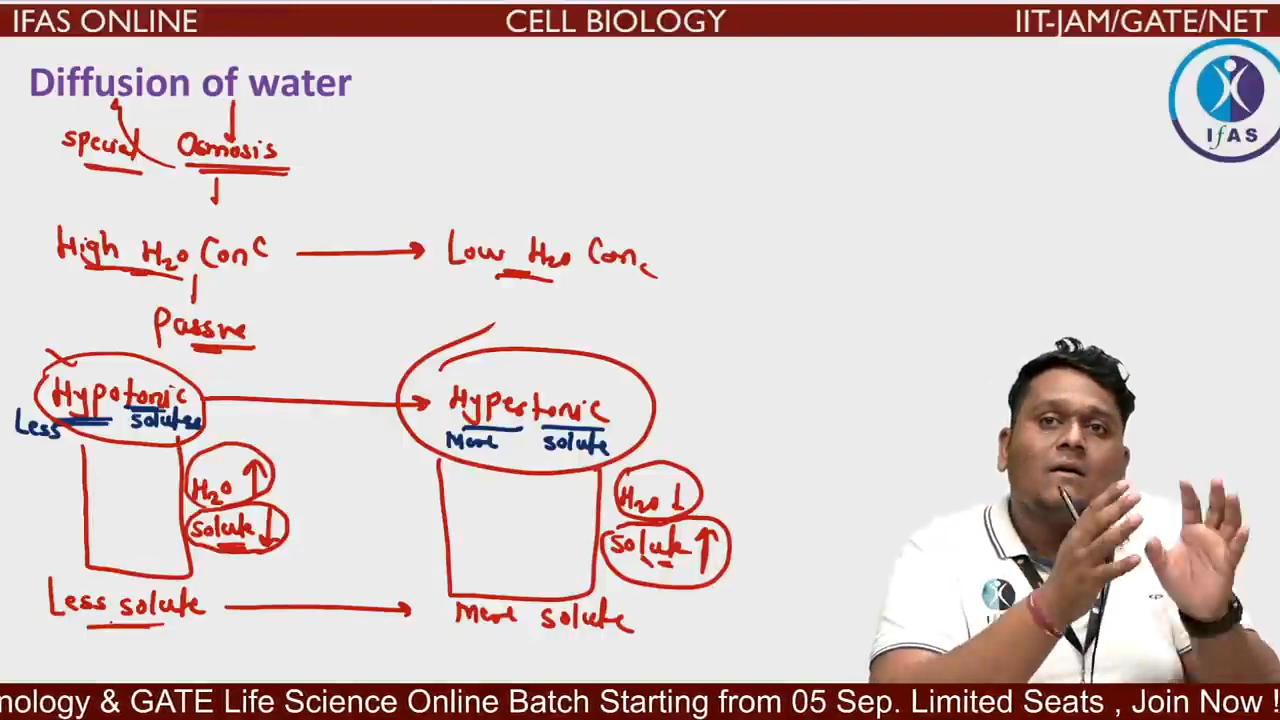 IFAS ONLINE CELL BIOLOGY IIT-JAM/GATE/NET
Diffusion of water
IfAS
special Osmosis
High H2O Conc → Low H2O Conc
Passive
Hypotonic → Hypertonic
Less solutes More solute
H2O ↑ H2O ↓
solute ↓ solute ↑
Less solute → More solute
nology & GATE Life Science Online Batch Starting from 05 Sep. Limited Seats , Join Now !